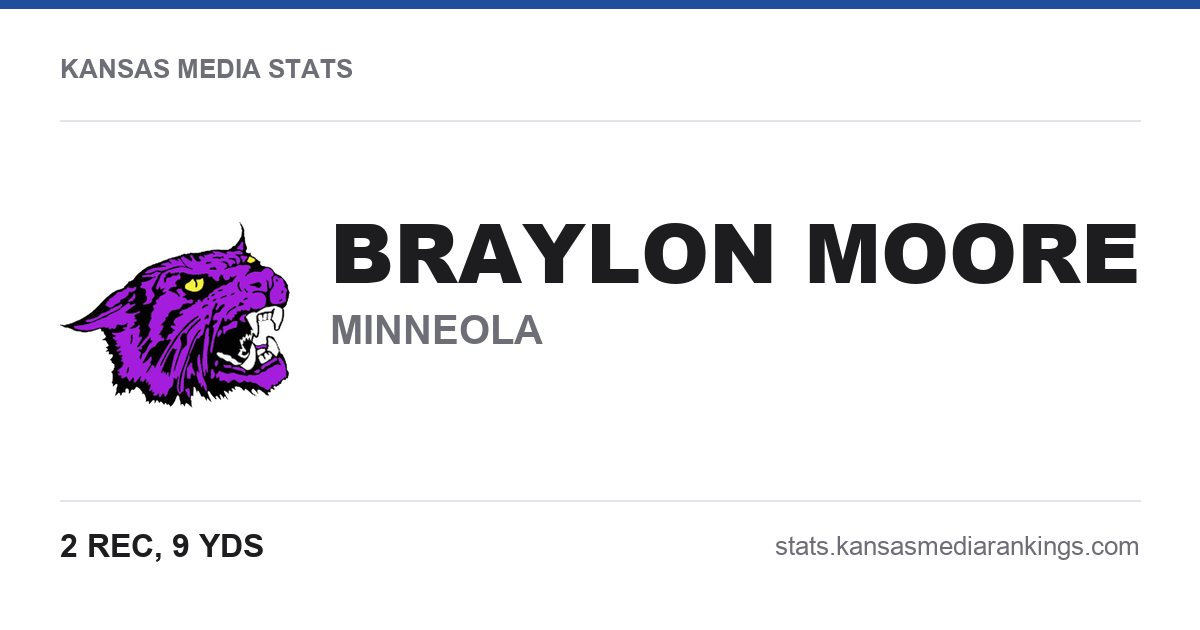 KANSAS MEDIA STATS
BRAYLON MOORE
MINNEOLA
2 REC, 9 YDS
stats.kansasmediarankings.com